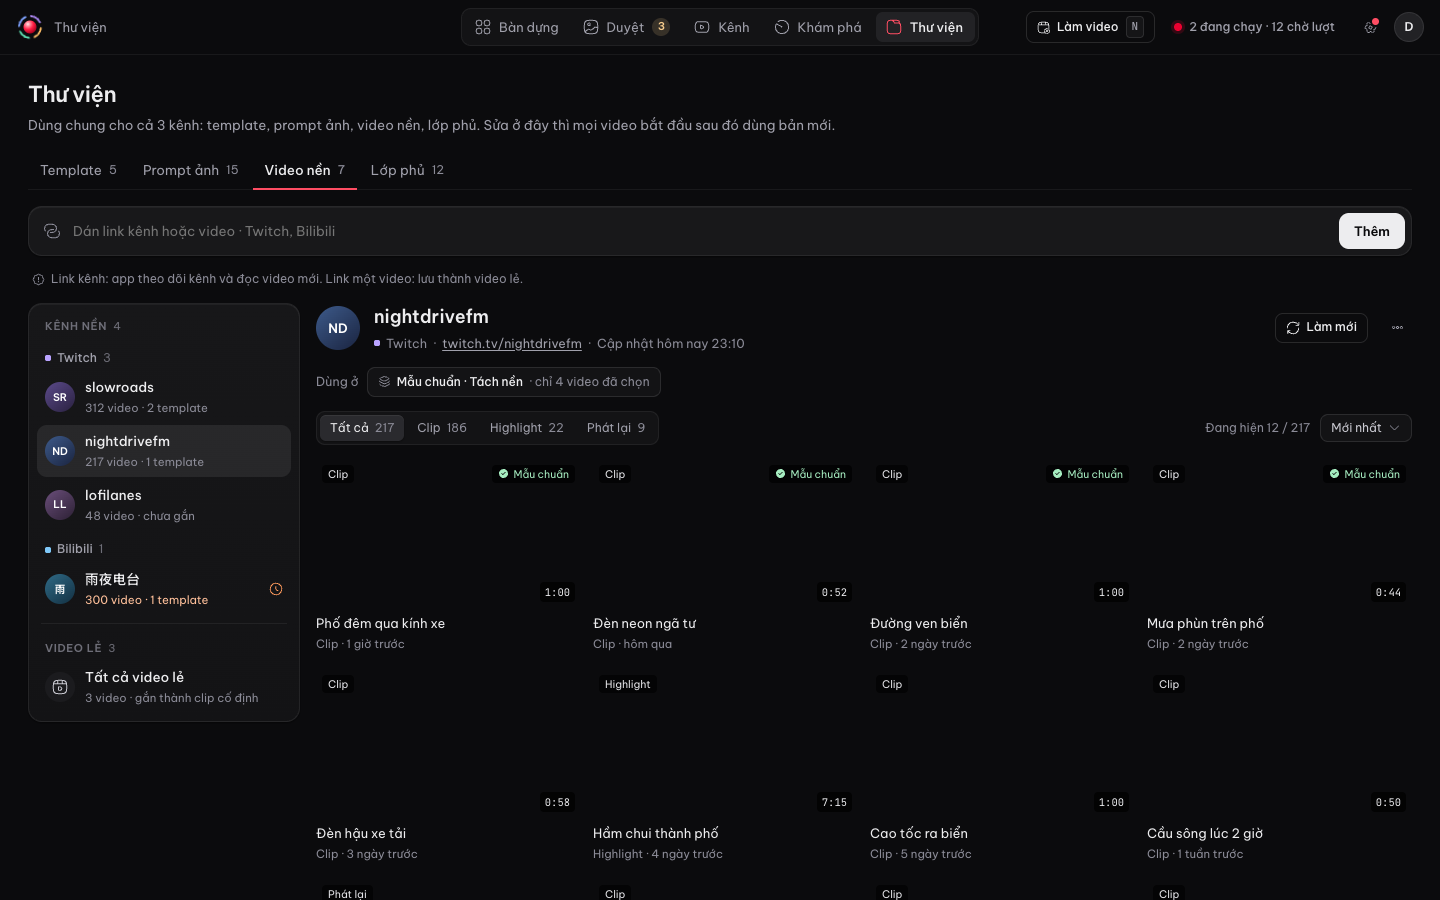 Thư viện
Bàn dựng
Duyệt 3
Kênh
Khám phá
Thư viện
Làm video N
2 đang chạy · 12 chờ lượt
D
Thư viện
Dùng chung cho cả 3 kênh: template, prompt ảnh, video nền, lớp phủ. Sửa ở đây thì mọi video bắt đầu sau đó dùng bản mới.
Template 5
Prompt ảnh 15
Video nền 7
Lớp phủ 12
Dán link kênh hoặc video · Twitch, Bilibili
Thêm
Link kênh: app theo dõi kênh và đọc video mới. Link một video: lưu thành video lẻ.
KÊNH NỀN 4
Twitch 3
SR
slowroads
312 video · 2 template
ND
nightdrivefm
217 video · 1 template
LL
lofilanes
48 video · chưa gắn
Bilibili 1
雨
雨夜电台
300 video · 1 template
VIDEO LẺ 3
Tất cả video lẻ
3 video · gắn thành clip cố định
ND
nightdrivefm
Twitch · twitch.tv/nightdrivefm · Cập nhật hôm nay 23:10
Làm mới
Dùng ở
Mẫu chuẩn · Tách nền · chỉ 4 video đã chọn
Tất cả 217
Clip 186
Highlight 22
Phát lại 9
Đang hiện 12 / 217
Mới nhất
Clip
Mẫu chuẩn
1:00
Phố đêm qua kính xe
Clip · 1 giờ trước
Clip
Mẫu chuẩn
0:52
Đèn neon ngã tư
Clip · hôm qua
Clip
Mẫu chuẩn
1:00
Đường ven biển
Clip · 2 ngày trước
Clip
Mẫu chuẩn
0:44
Mưa phùn trên phố
Clip · 2 ngày trước
Clip
0:58
Đèn hậu xe tải
Clip · 3 ngày trước
Highlight
7:15
Hầm chui thành phố
Highlight · 4 ngày trước
Clip
1:00
Cao tốc ra biển
Clip · 5 ngày trước
Clip
0:50
Cầu sông lúc 2 giờ
Clip · 1 tuần trước
Phát lại
Clip
Clip
Clip